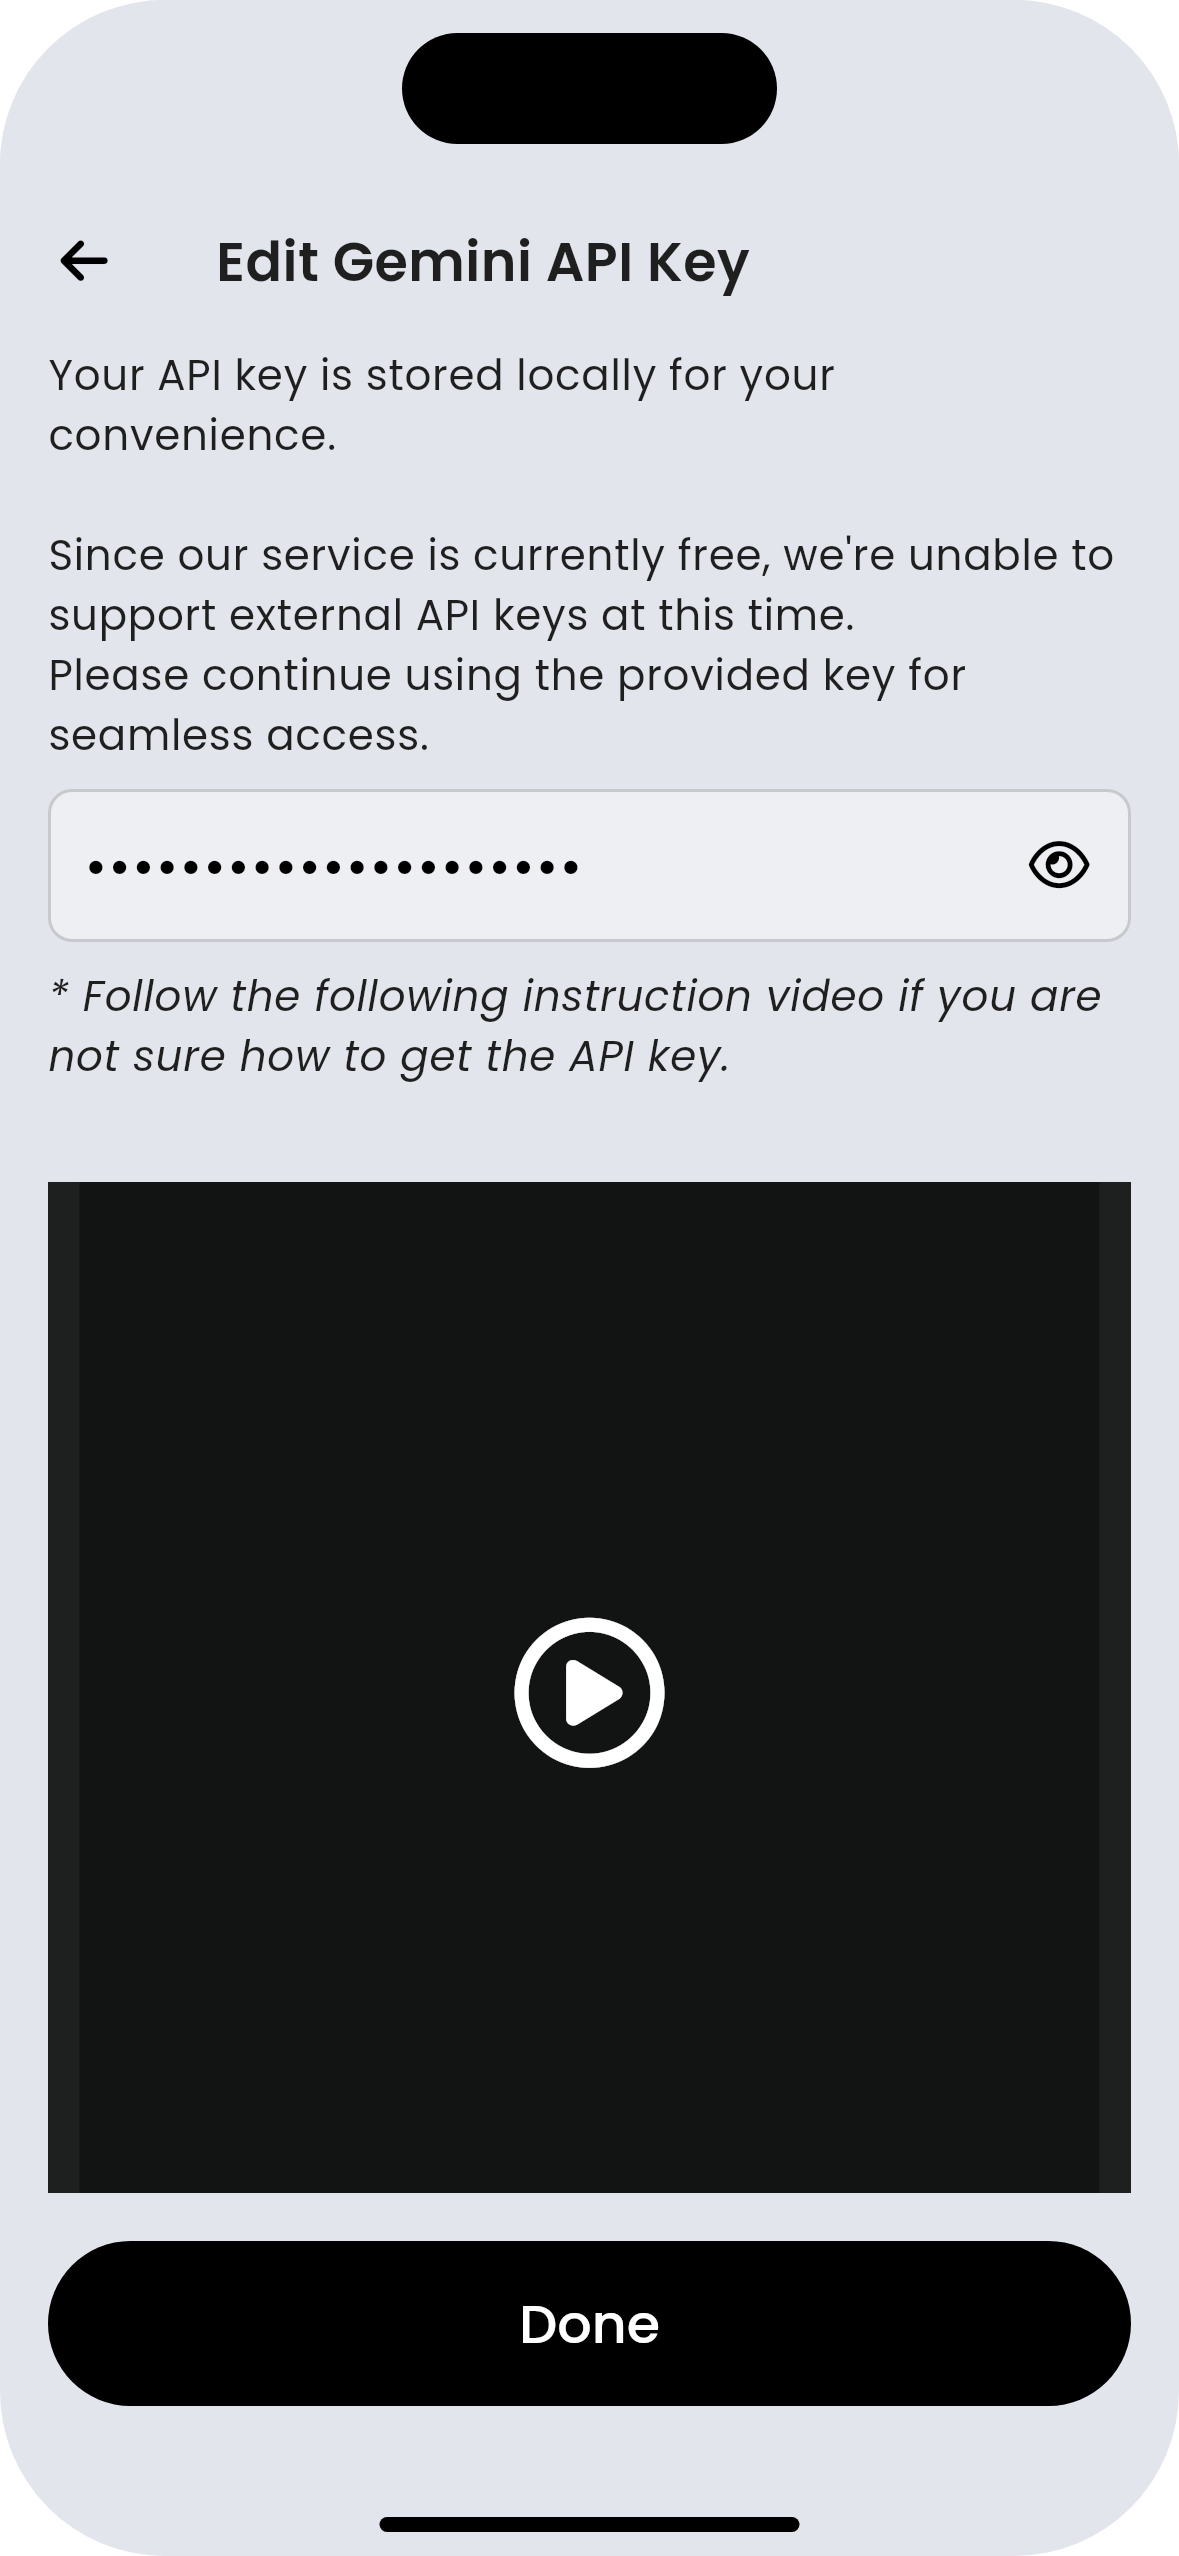 Edit Gemini API Key
Your API key is stored locally for your
convenience.
Since our service is currently free, we're unable to
support external API keys at this time.
Please continue using the provided key for
seamless access.
•••••••••••••••••••••
* Follow the following instruction video if you are
not sure how to get the API key.
Done